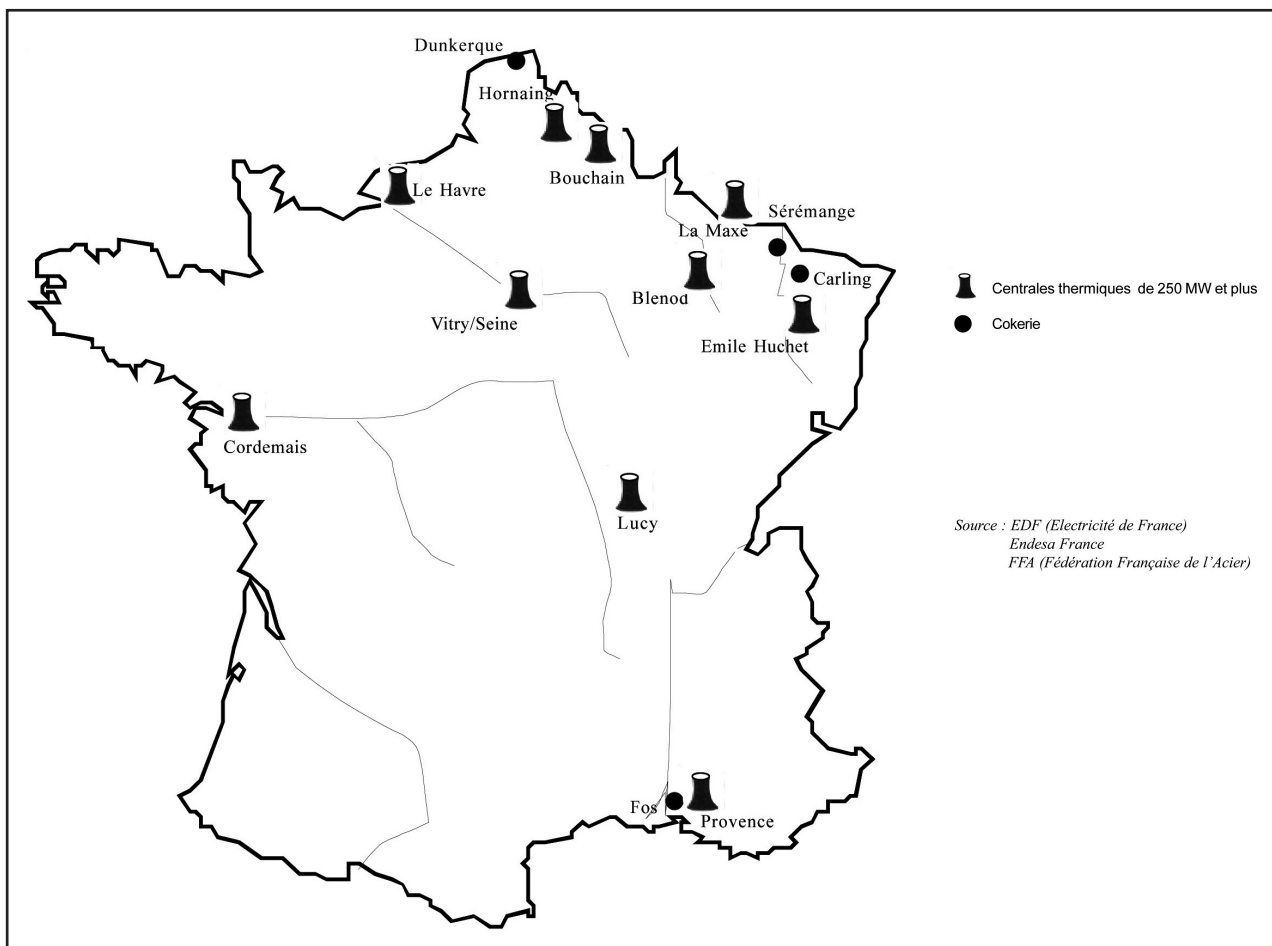 Dunkerque
Hornaing
Bouchain
Le Havre
Sérémange
La Maxe
Carling
Blenod
Vitry/Seine
Emile Huchet
Cordemais
Lucy
Fos
Provence
Centrales thermiques de 250 MW et plus
Cokerie
Source : EDF (Electricité de France)
Endesa France
FFA (Fédération Française de l'Acier)